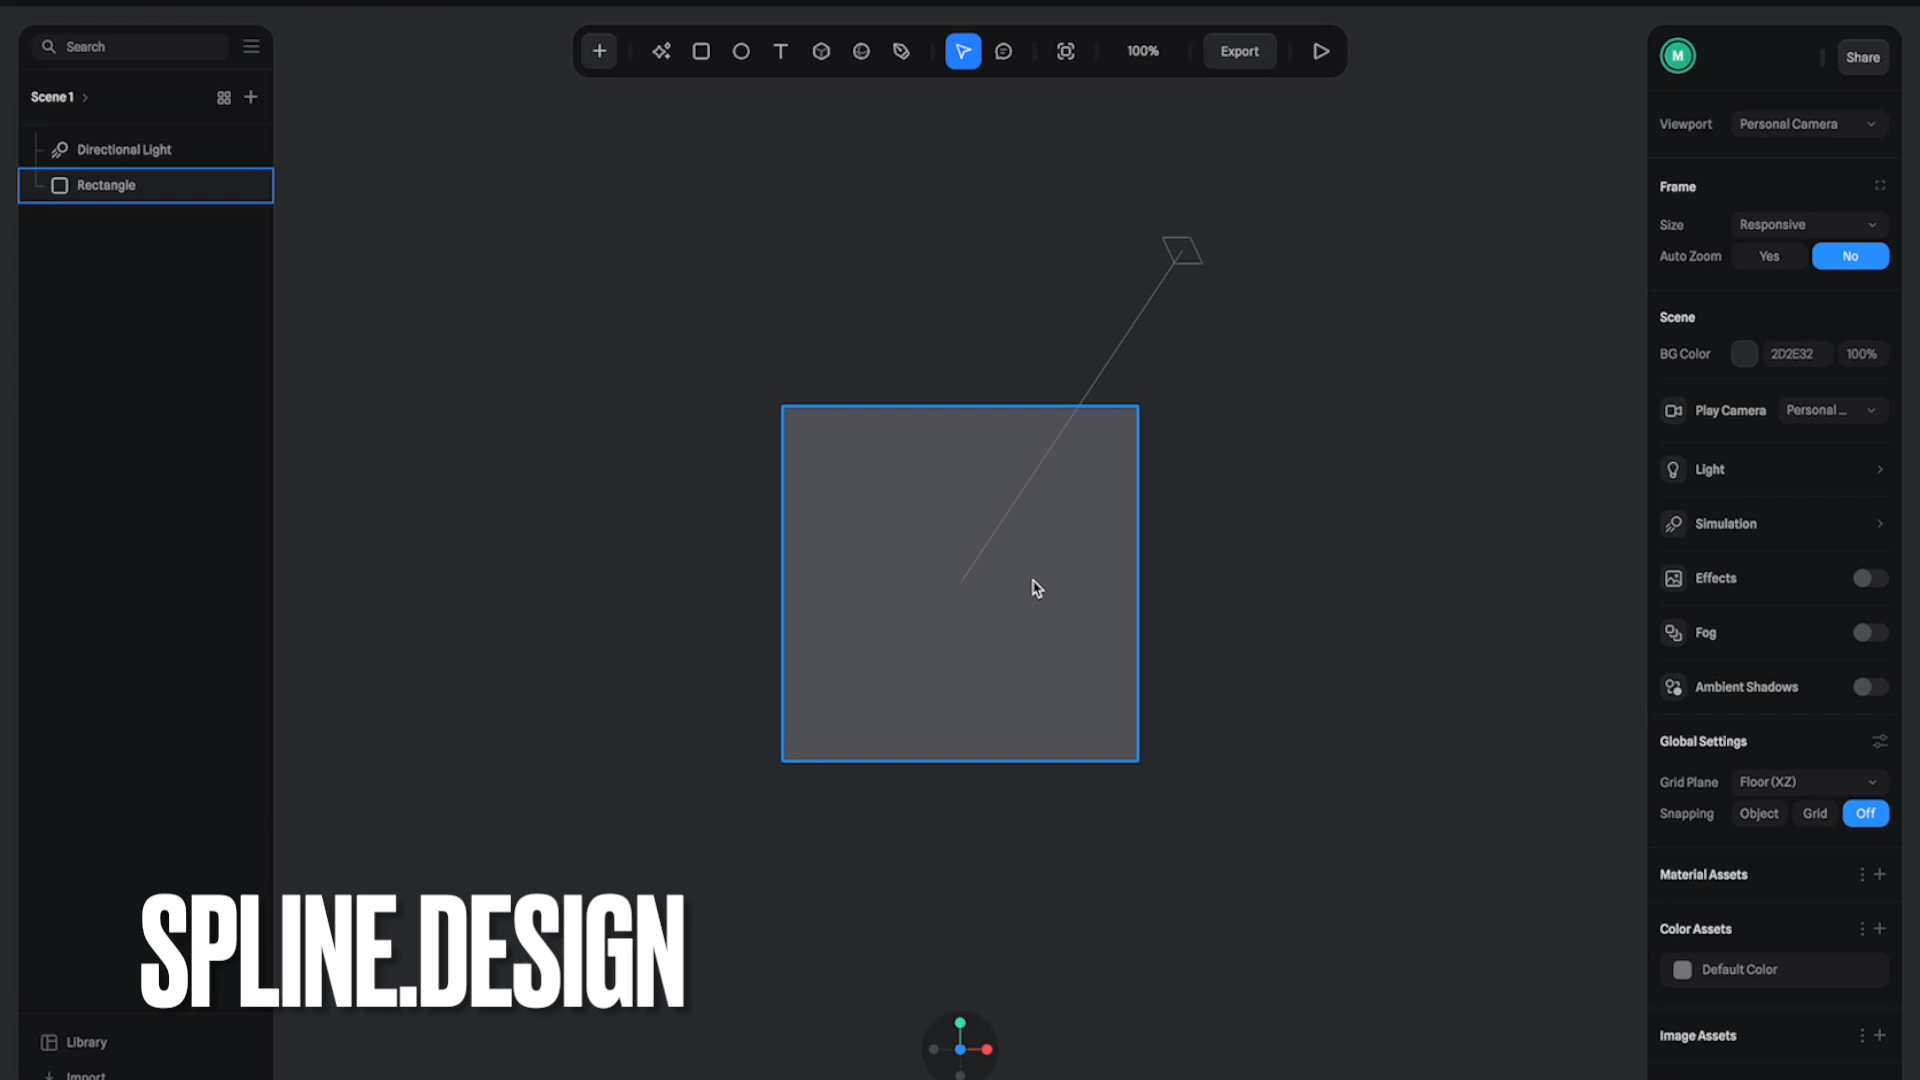 Search
Scene 1
Directional Light
Rectangle
Library
Import
T
100%
Export
M
Share
Viewport
Personal Camera
Frame
Size
Responsive
Auto Zoom
Yes
No
Scene
BG Color
2D2E32
100%
Play Camera
Personal ...
Light
Simulation
Effects
Fog
Ambient Shadows
Global Settings
Grid Plane
Floor (XZ)
Snapping
Object
Grid
Off
Material Assets
Color Assets
Default Color
Image Assets
SPLINE.DESIGN